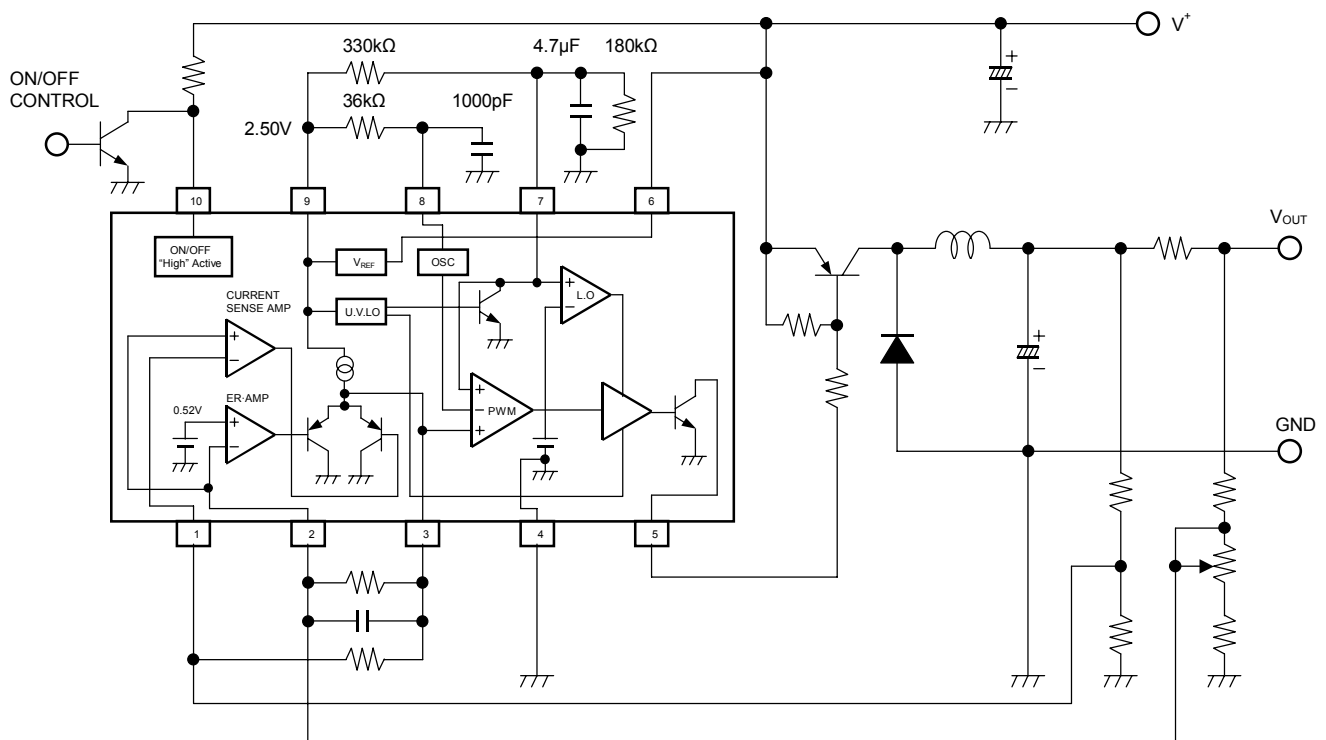 V+
330kΩ
4.7µF
180kΩ
ON/OFF
CONTROL
36kΩ
1000pF
2.50V
10
9
8
7
6
ON/OFF
"High" Active
VREF
OSC
VOUT
L.O
CURRENT
SENSE AMP
U.V.LO
+
−
+
−
+
−
+
PWM
ER·AMP
0.52V
+
−
+
−
+
−
GND
1
2
3
4
5